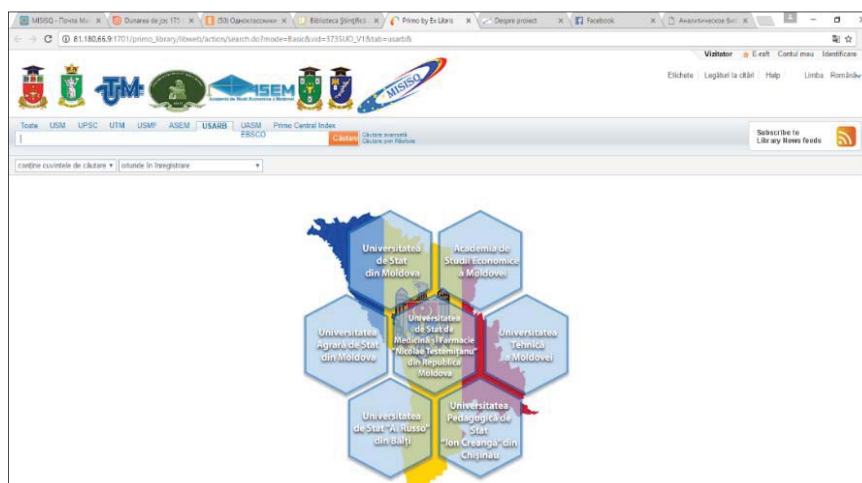 MISISQ - Почта
Dunarea de jos 175
(50) Одноклассники
Primo by Ex Libris
Despre proiect
Facebook
81.180.66.9:1701/primo_library/libweb/action/search.do?mode=Basic&vid=373SUO_V1&tab=usarb&
Vizitator E-raft Contul meu Identificare
Etichete Legături la citări Help Limba Română
TM
ASEM
MISISQ
Toate USM UPSC UTM USMF ASEM USARB UASM Primo Central Index
EBSCO
Căutare
Căutare avansată
Căutare prin Răsfoire
Subscribe to
Library News feeds
conține cuvintele de căutare oriunde în înregistrare
Universitatea
de Stat
din Moldova
Academia de
Studii Economice
a Moldovei
Universitatea
Agrară de Stat
din Moldova
Universitatea
de Stat de
Medicină și Farmacie
"Nicolae Testemițanu"
din Republica
Moldova
Universitatea
Tehnică
a Moldovei
Universitatea
de Stat "A. Russo"
din Bălți
Universitatea
Pedagogică de
Stat
"Ion Creangă" din
Chișinău